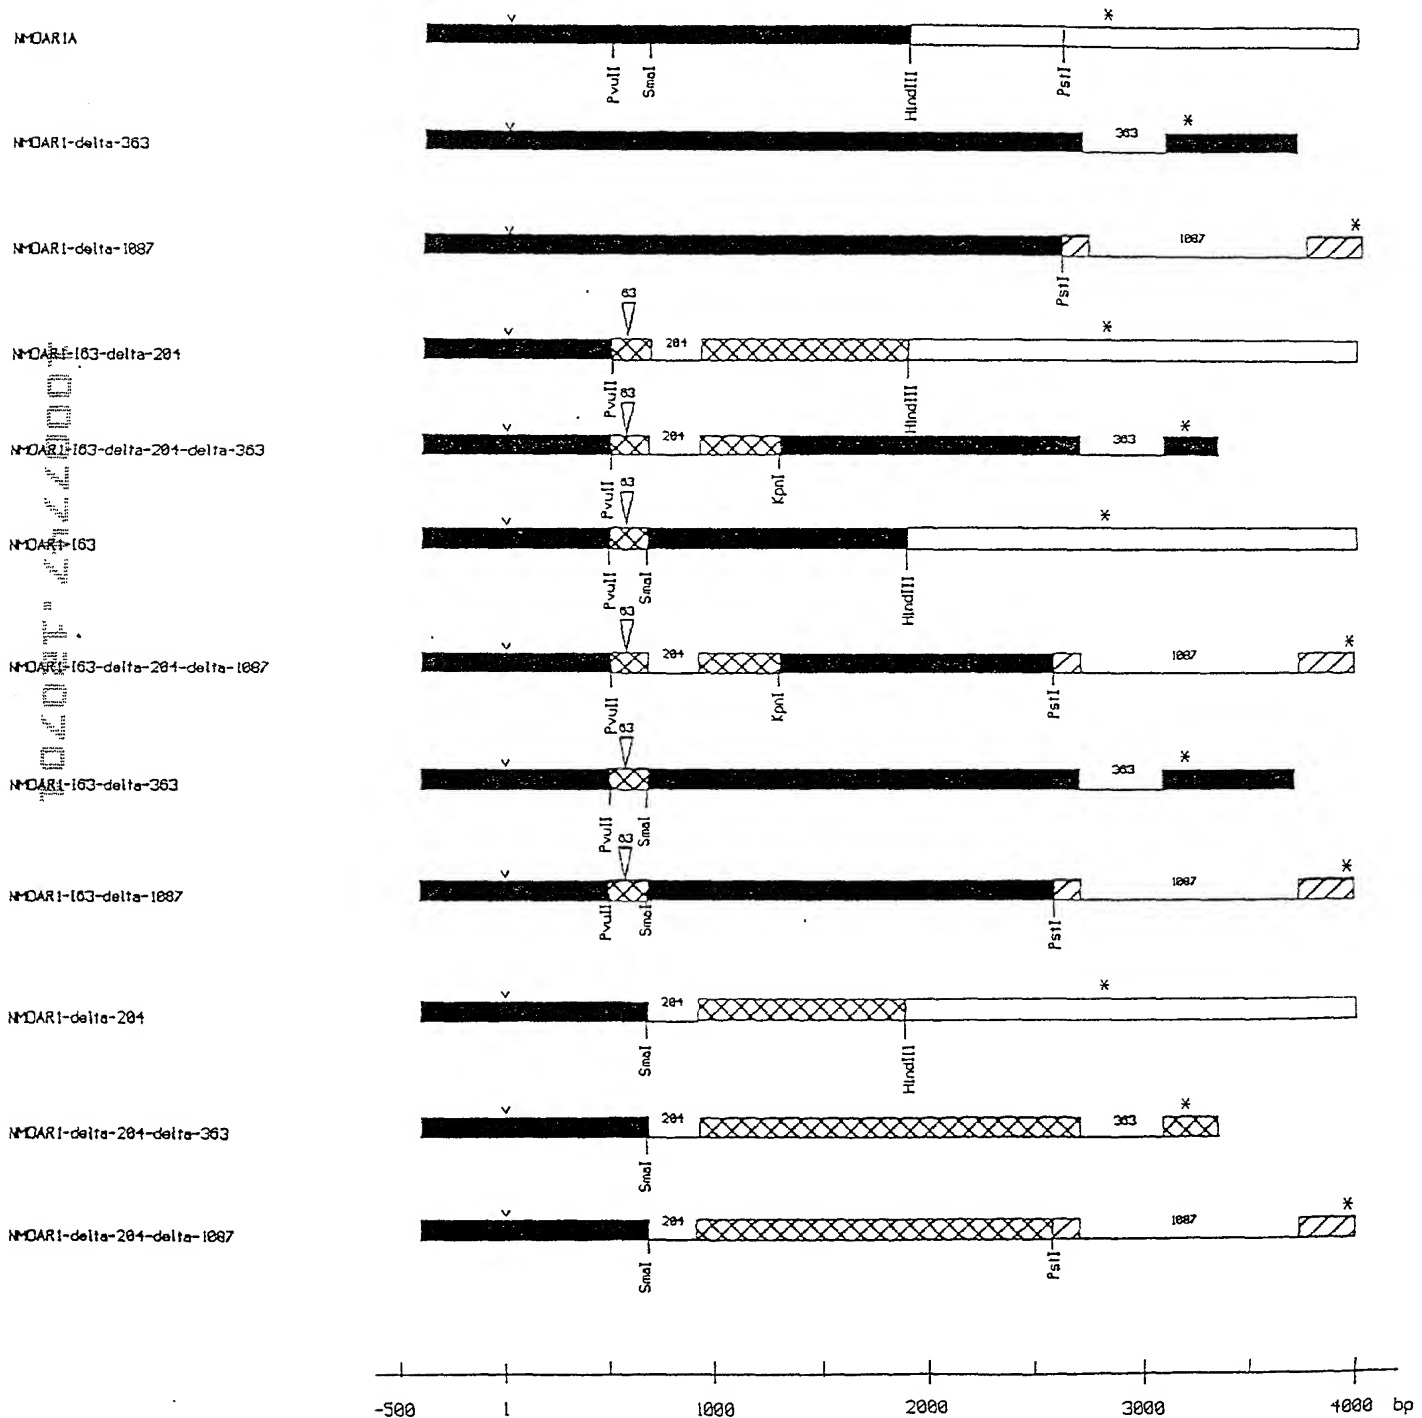 NMDAR1A
v
*
PvuII SmaI HindIII PstI
NMDAR1-delta-363
v
363
*
NMDAR1-delta-1087
v
1087
*
PstI
63
NMDAR1-I63-delta-204
v
204
*
PvuII HindIII
63
NMDAR1-I63-delta-204-delta-363
v
204
363
*
PvuII KpnI
63
NMDAR1-I63
v
*
PvuII SmaI HindIII
63
NMDAR1-I63-delta-204-delta-1087
v
204
1087
*
PvuII KpnI PstI
63
NMDAR1-I63-delta-363
v
363
*
PvuII SmaI
63
NMDAR1-I63-delta-1087
v
1087
*
PvuII SmaI PstI
NMDAR1-delta-204
v
204
*
SmaI HindIII
NMDAR1-delta-204-delta-363
v
204
363
*
SmaI
NMDAR1-delta-204-delta-1087
v
204
1087
*
SmaI PstI
-500 1 1000 2000 3000 4000 bp